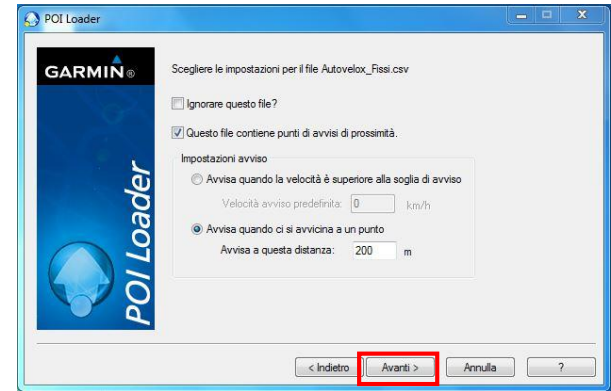 POI Loader
GARMIN®
POI Loader
Scegliere le impostazioni per il file Autovelox_Fissi.csv
Ignorare questo file?
Questo file contiene punti di avvisi di prossimità.
Impostazioni avviso
Avvisa quando la velocità è superiore alla soglia di avviso
Velocità avviso predefinita: 0 km/h
Avvisa quando ci si avvicina a un punto
Avvisa a questa distanza: 200 m
< Indietro Avanti > Annulla ?